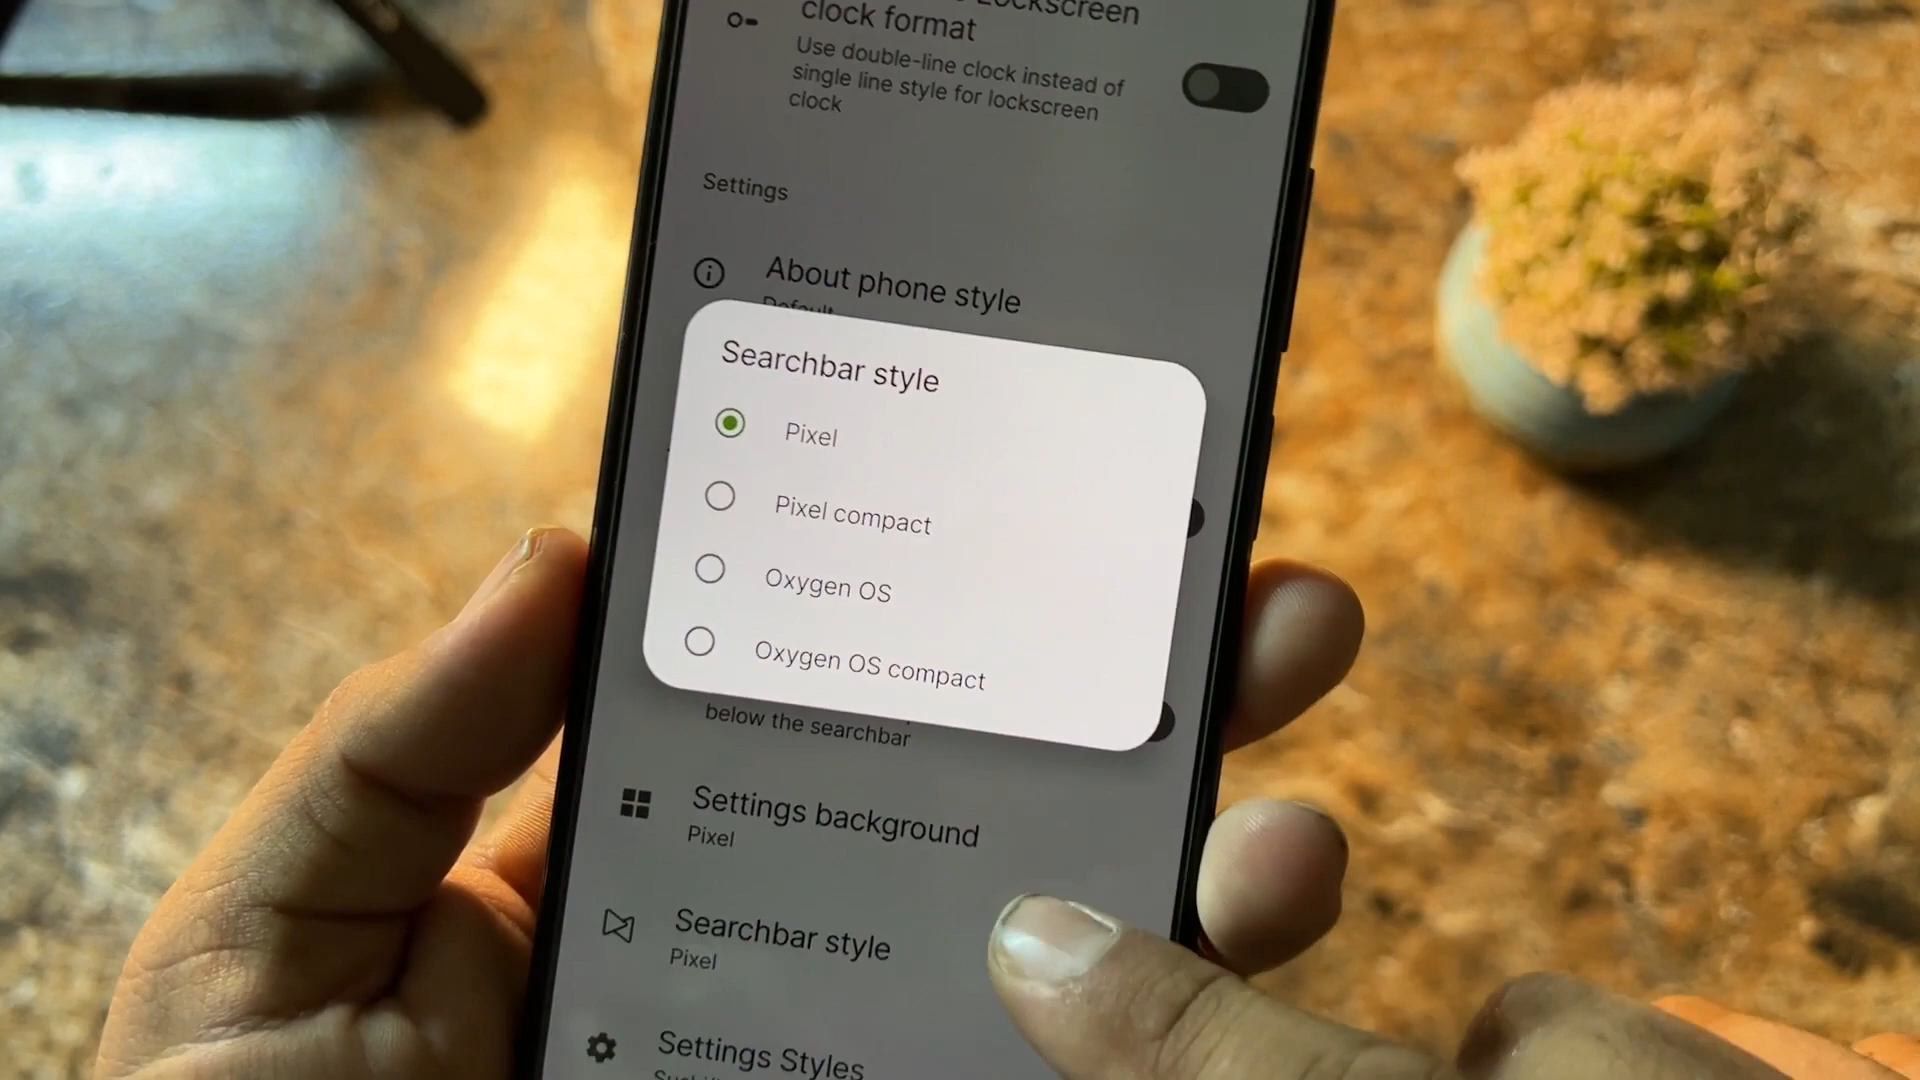 Lockscreen
clock format
Use double-line clock instead of
single line style for lockscreen
clock
Settings
About phone style
Default
Searchbar style
Pixel
Pixel compact
Oxygen OS
Oxygen OS compact
below the searchbar
Settings background
Pixel
Searchbar style
Pixel
Settings Styles